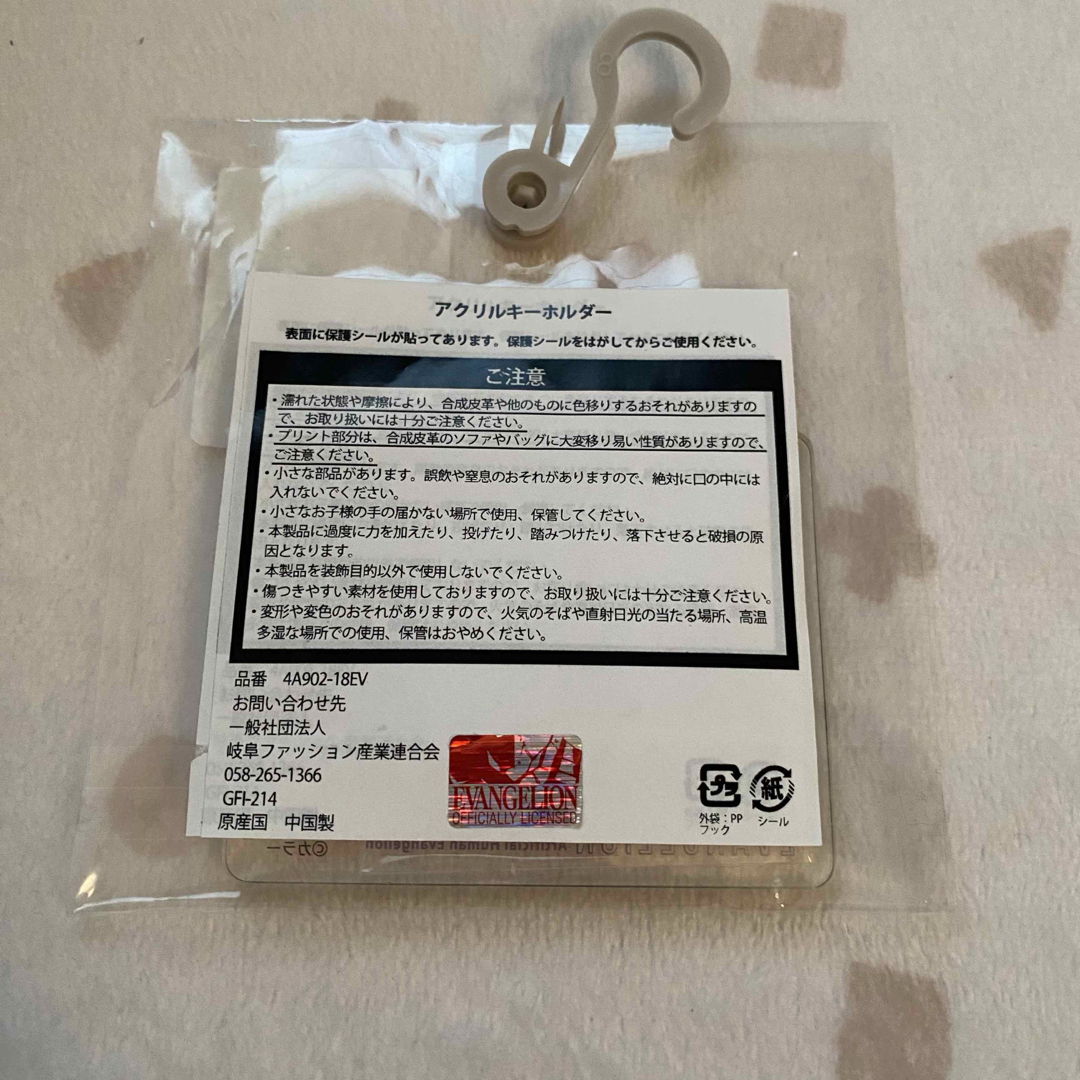 8
アクリルキーホルダー
表面に保護シールが貼ってあります。保護シールをはがしてからご使用ください。
ご注意
・濡れた状態や摩擦により、合成皮革や他のものに色移りするおそれがありますの
で、お取り扱いには十分ご注意ください。
・プリント部分は、合成皮革のソファやバッグに大変移り易い性質がありますので、
ご注意ください。
・小さな部品があります。誤飲や窒息のおそれがありますので、絶対に口の中には
入れないでください。
・小さなお子様の手の届かない場所で使用、保管してください。
・本製品に過度に力を加えたり、投げたり、踏みつけたり、落下させると破損の原
因となります。
・本製品を装飾目的以外で使用しないでください。
・傷つきやすい素材を使用しておりますので、お取り扱いには十分ご注意ください。
・変形や変色のおそれがありますので、火気のそばや直射日光の当たる場所、高温
多湿な場所での使用、保管はおやめください。
品番 4A902-18EV
お問い合わせ先
一般社団法人
岐阜ファッション産業連合会
058-265-1366
GFI-214
原産国 中国製
EVANGELION
OFFICIALLY LICENSED
プラ
紙
外袋：PP
フック
シール
©カラー
Artificial Human Evangelion
EVANGELION